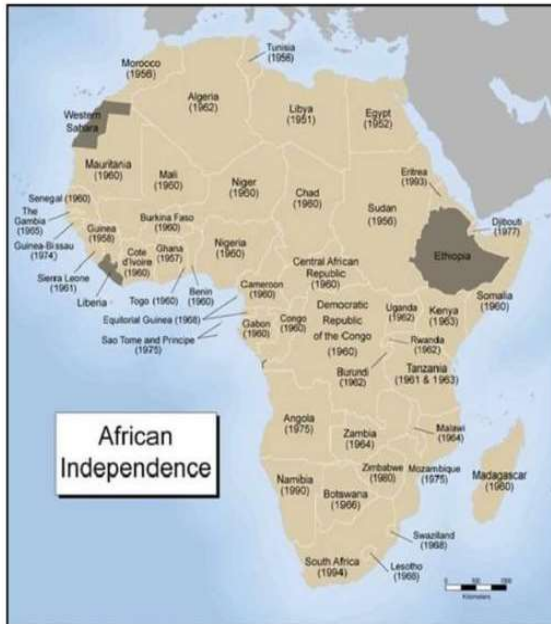 Tunisia
(1956)
Morocco
(1956)
Algeria
(1962)
Libya
(1951)
Egypt
(1952)
Western
Sahara
Mauritania
(1960)
Mali
(1960)
Niger
(1960)
Chad
(1960)
Sudan
(1956)
Eritrea
(1993)
Djibouti
(1977)
Senegal (1960)
The
Gambia
(1965)
Guinea-Bissau
(1974)
Guinea
(1958)
Sierra Leone
(1961)
Liberia
Cote
d'Ivoire
(1960)
Burkina Faso
(1960)
Ghana
(1957)
Togo (1960)
Benin
(1960)
Nigeria
(1960)
Ethiopia
Central African
Republic
(1960)
Cameroon
(1960)
Somalia
(1960)
Equitorial Guinea (1968)
Sao Tome and Principe
(1975)
Gabon
(1960)
Congo
(1960)
Democratic
Republic
of the Congo
(1960)
Uganda
(1962)
Kenya
(1963)
Rwandia
(1962)
Burundi
(1962)
Tanzania
(1961 & 1963)
Angola
(1975)
Zambia
(1964)
Malawi
(1964)
Mozambique
(1975)
Zimbabwe
(1980)
Madagascar
(1960)
Namibia
(1990)
Botswana
(1966)
Swaziland
(1968)
South Africa
(1994)
Lesotho
(1966)
African
Independence
Kilometers